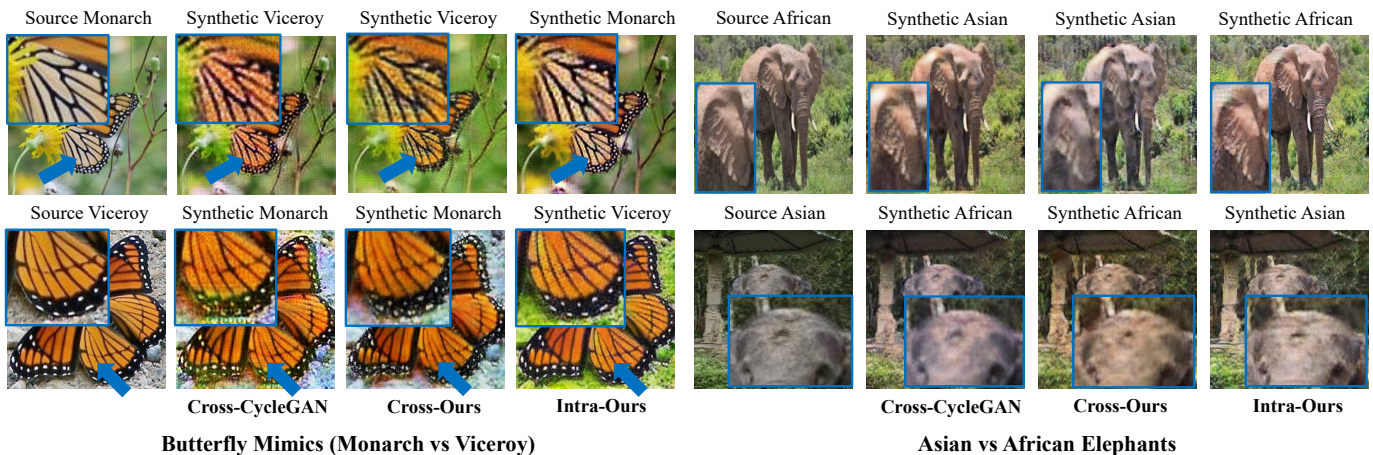 Source Monarch Synthetic Viceroy Synthetic Viceroy Synthetic Monarch Source African Synthetic Asian Synthetic Asian Synthetic African
Source Viceroy Synthetic Monarch Synthetic Monarch Synthetic Viceroy Source Asian Synthetic African Synthetic African Synthetic Asian
Cross-CycleGAN Cross-Ours Intra-Ours Cross-CycleGAN Cross-Ours Intra-Ours
Butterfly Mimics (Monarch vs Viceroy) Asian vs African Elephants